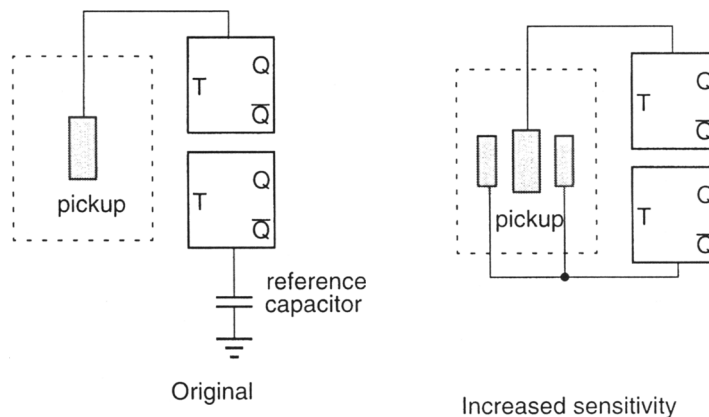 T
Q
Q̅
pickup
T
Q
Q̅
reference
capacitor
Original
T
Q
Q̅
pickup
T
Q
Q̅
Increased sensitivity